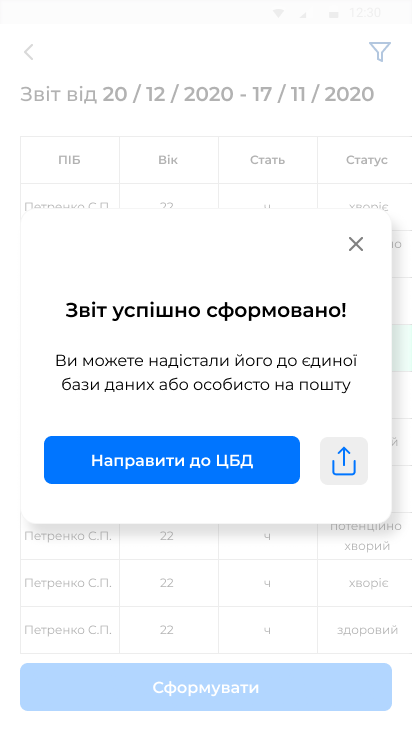 12:30
Звіт від 20 / 12 / 2020 - 17 / 11 / 2020
ПІБ Вік Стать Статус
Петренко С.П. 22 ч хворіє
Звіт успішно сформовано!
Ви можете надістали його до єдиної
бази даних або особисто на пошту
Направити до ЦБД
Петренко С.П. 22 ч потенційно
хворий
Петренко С.П. 22 ч хворіє
Петренко С.П. 22 ч здоровий
Сформувати